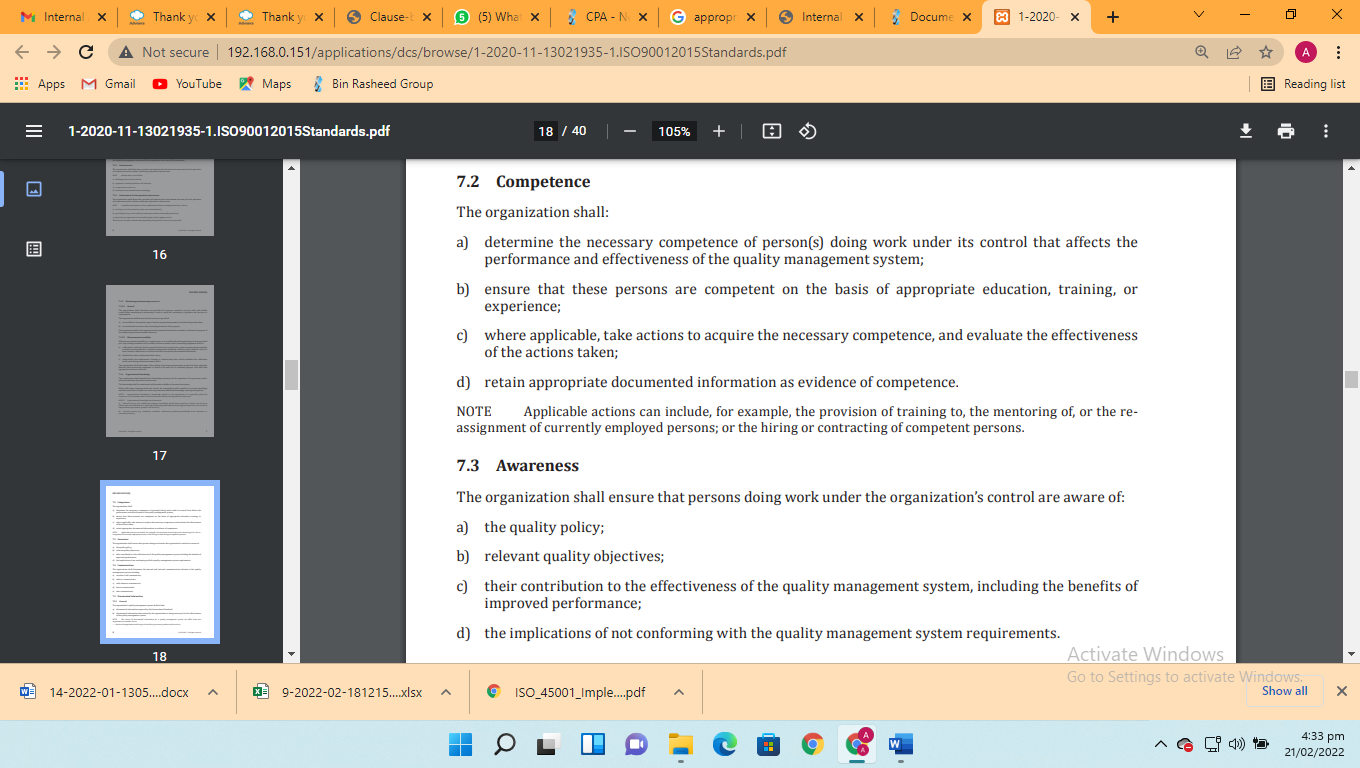 Internal
Thank y
Thank y
Clause-b
(5) What
CPA - N
appropr
Internal
Docume
1-2020-
Not secure
192.168.0.151/applications/dcs/browse/1-2020-11-13021935-1.ISO90012015Standards.pdf
A
Apps
Gmail
YouTube
Maps
Bin Rasheed Group
Reading list
1-2020-11-13021935-1.ISO90012015Standards.pdf
18 / 40
105%
16
17
18
7.2 Competence
The organization shall:
a) determine the necessary competence of person(s) doing work under its control that affects the
performance and effectiveness of the quality management system;
b) ensure that these persons are competent on the basis of appropriate education, training, or
experience;
c) where applicable, take actions to acquire the necessary competence, and evaluate the effectiveness
of the actions taken;
d) retain appropriate documented information as evidence of competence.
NOTE Applicable actions can include, for example, the provision of training to, the mentoring of, or the re-
assignment of currently employed persons; or the hiring or contracting of competent persons.
7.3 Awareness
The organization shall ensure that persons doing work under the organization's control are aware of:
a) the quality policy;
b) relevant quality objectives;
c) their contribution to the effectiveness of the quality management system, including the benefits of
improved performance;
d) the implications of not conforming with the quality management system requirements.
Activate Windows
Go to Settings to activate Windows.
14-2022-01-1305....docx
9-2022-02-181215....xlsx
ISO_45001_Imple....pdf
Show all
4:33 pm
21/02/2022